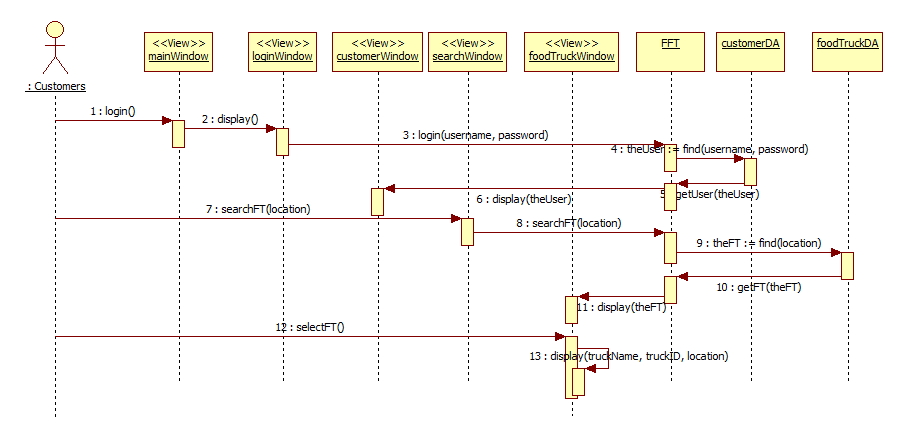 <<View>>
mainWindow
<<View>>
loginWindow
<<View>>
customerWindow
<<View>>
searchWindow
<<View>>
foodTruckWindow
FFT
customerDA
foodTruckDA
: Customers
1 : login()
2 : display()
3 : login(username, password)
4 : theUser := find(username, password)
5 : getUser(theUser)
6 : display(theUser)
7 : searchFT(location)
8 : searchFT(location)
9 : theFT := find(location)
10 : getFT(theFT)
11 : display(theFT)
12 : selectFT()
13 : display(truckName, truckID, location)